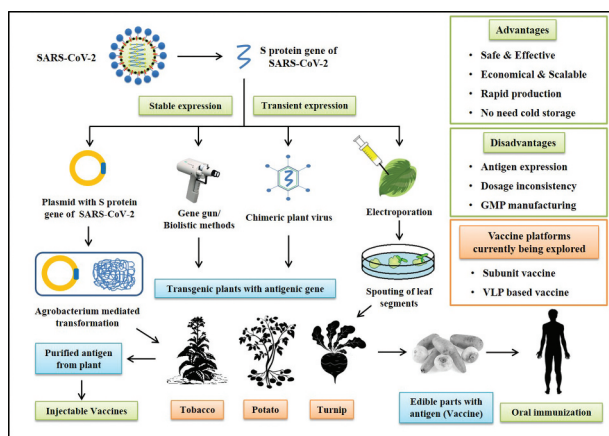 SARS-CoV-2
S protein gene of
SARS-CoV-2
Stable expression
Transient expression
Plasmid with S protein
gene of SARS-CoV-2
Gene gun/
Biolistic methods
Chimeric plant virus
Electroporation
Agrobacterium mediated
transformation
Transgenic plants with antigenic gene
Spouting of leaf
segments
Purified antigen
from plant
Injectable Vaccines
Tobacco
Potato
Turnip
Edible parts with
antigen (Vaccine)
Oral immunization
Advantages
• Safe & Effective
• Economical & Scalable
• Rapid production
• No need cold storage
Disadvantages
• Antigen expression
• Dosage inconsistency
• GMP manufacturing
Vaccine platforms
currently being explored
• Subunit vaccine
• VLP based vaccine